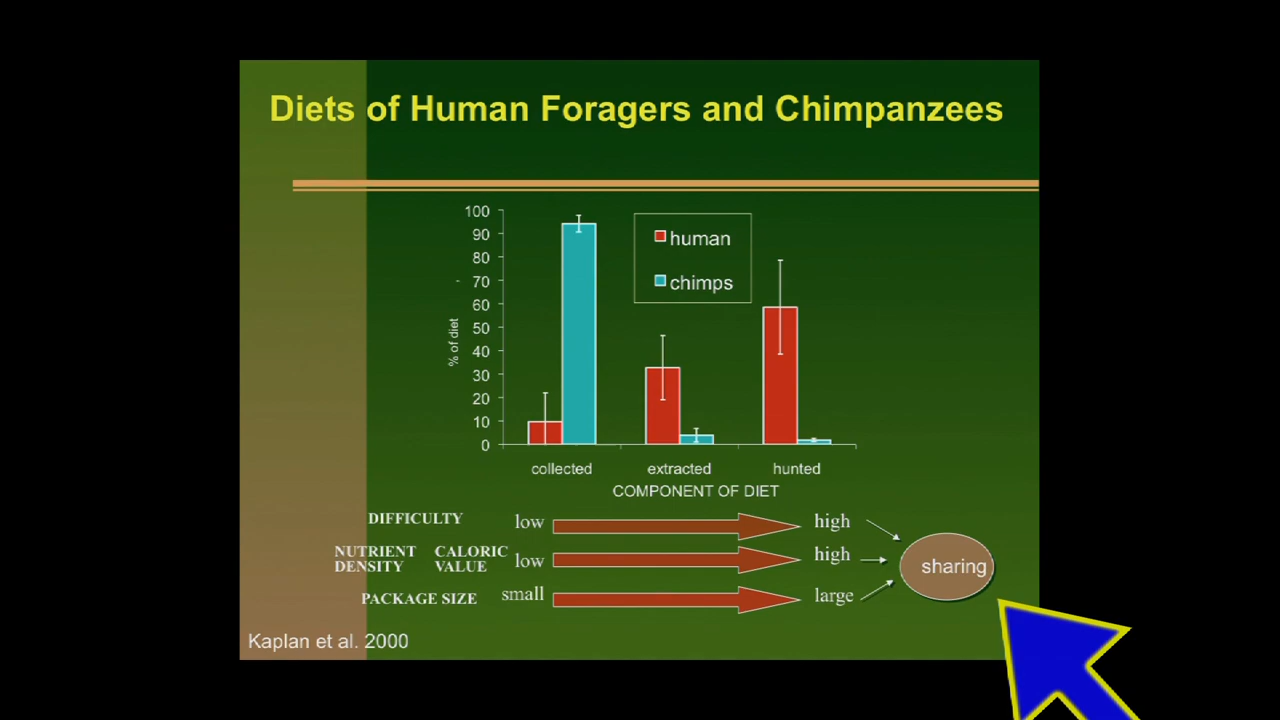 Diets of Human Foragers and Chimpanzees
100
90
80
70
60
50
40
30
20
10
0
% of diet
human
chimps
collected extracted hunted
COMPONENT OF DIET
DIFFICULTY low high
NUTRIENT DENSITY CALORIC VALUE low high
PACKAGE SIZE small large
sharing
Kaplan et al. 2000